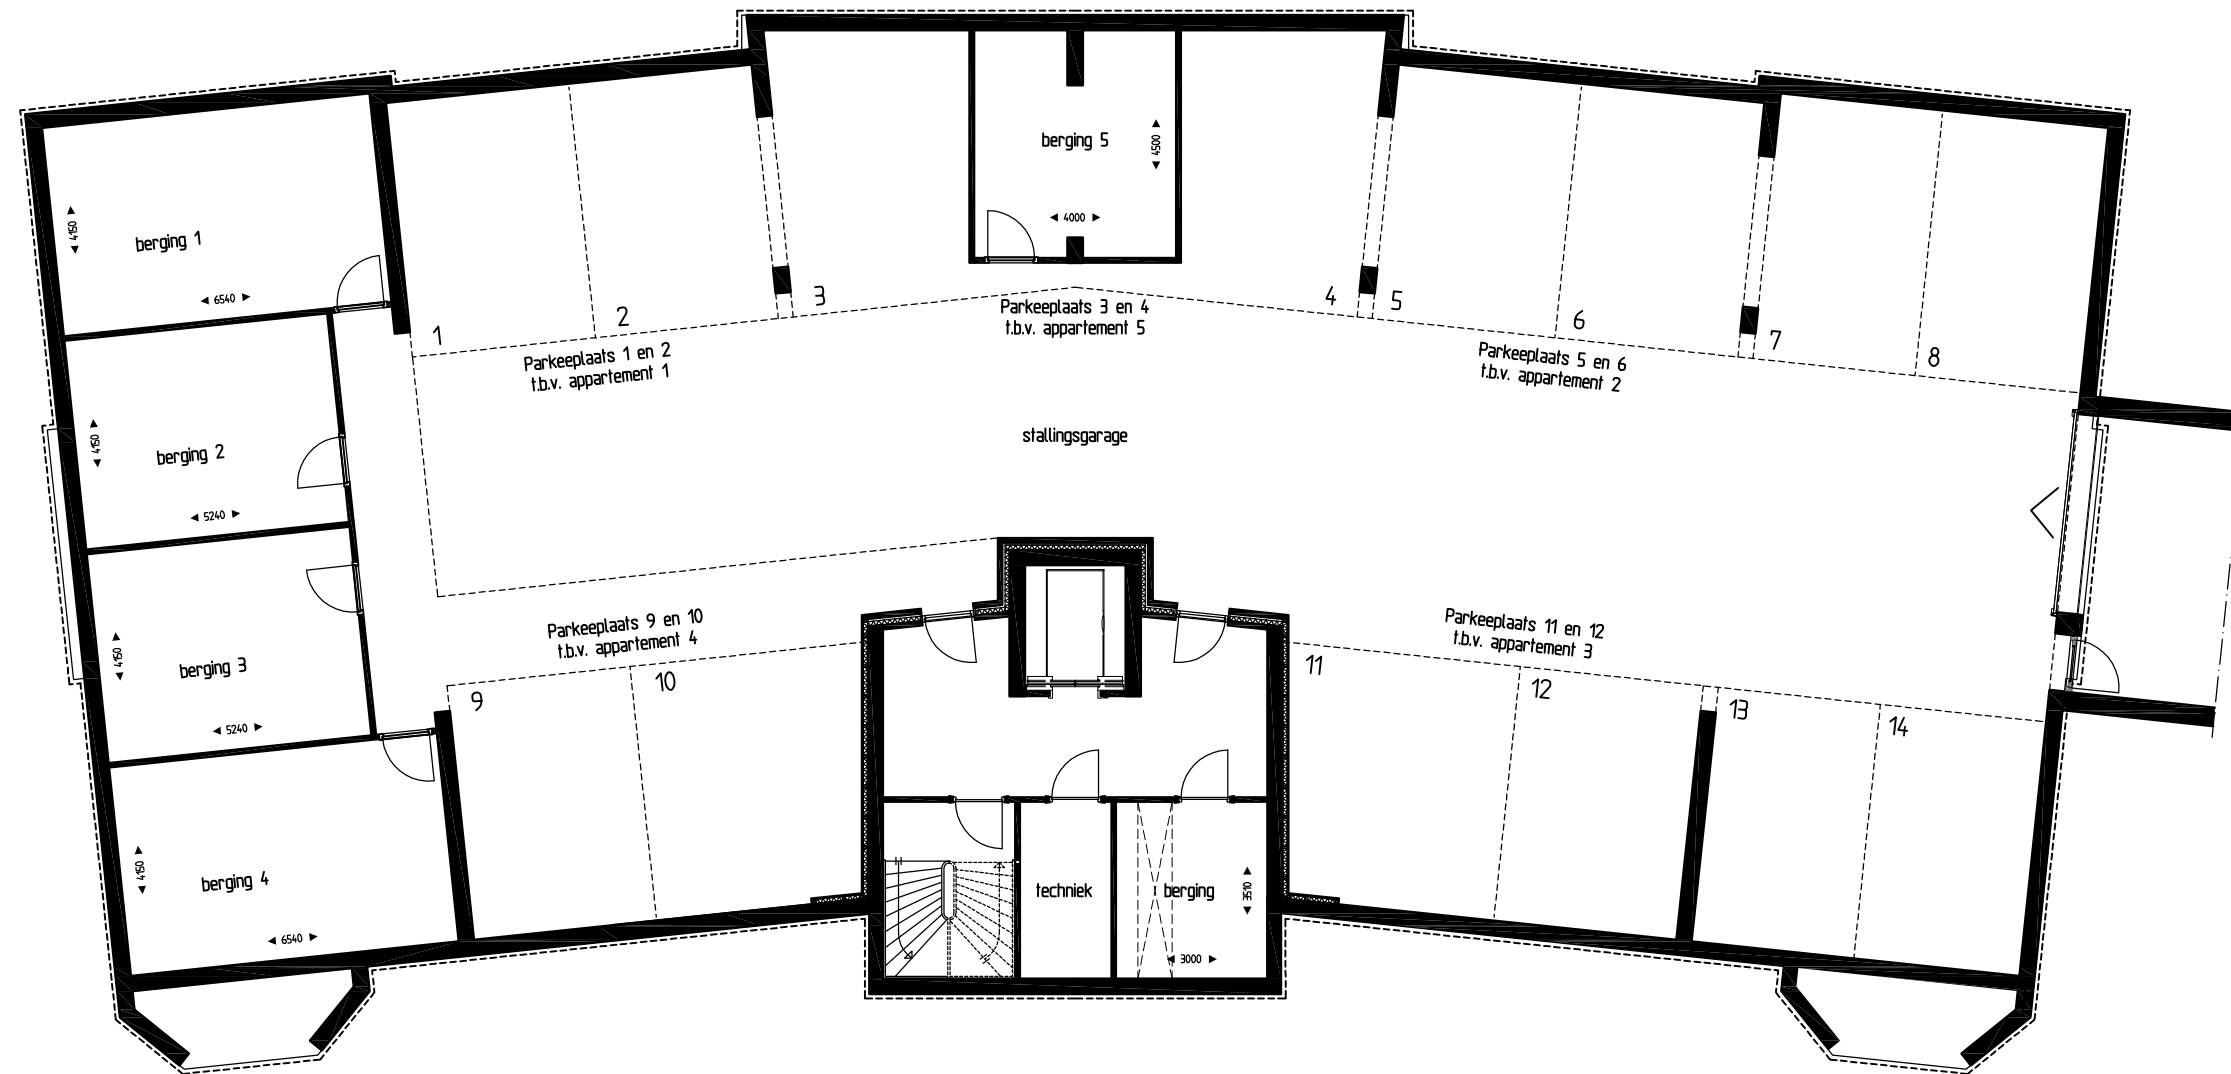 berging 1
4150
6540
berging 2
4150
5240
berging 3
4150
5240
berging 4
4150
6540
1
2
Parkeeplaats 1 en 2
t.b.v. appartement 1
3
berging 5
4500
4000
Parkeeplaats 3 en 4
t.b.v. appartement 5
4
5
6
Parkeeplaats 5 en 6
t.b.v. appartement 2
7
8
stallingsgarage
Parkeeplaats 9 en 10
t.b.v. appartement 4
9
10
Parkeeplaats 11 en 12
t.b.v. appartement 3
11
12
13
14
techniek
berging
3510
3000